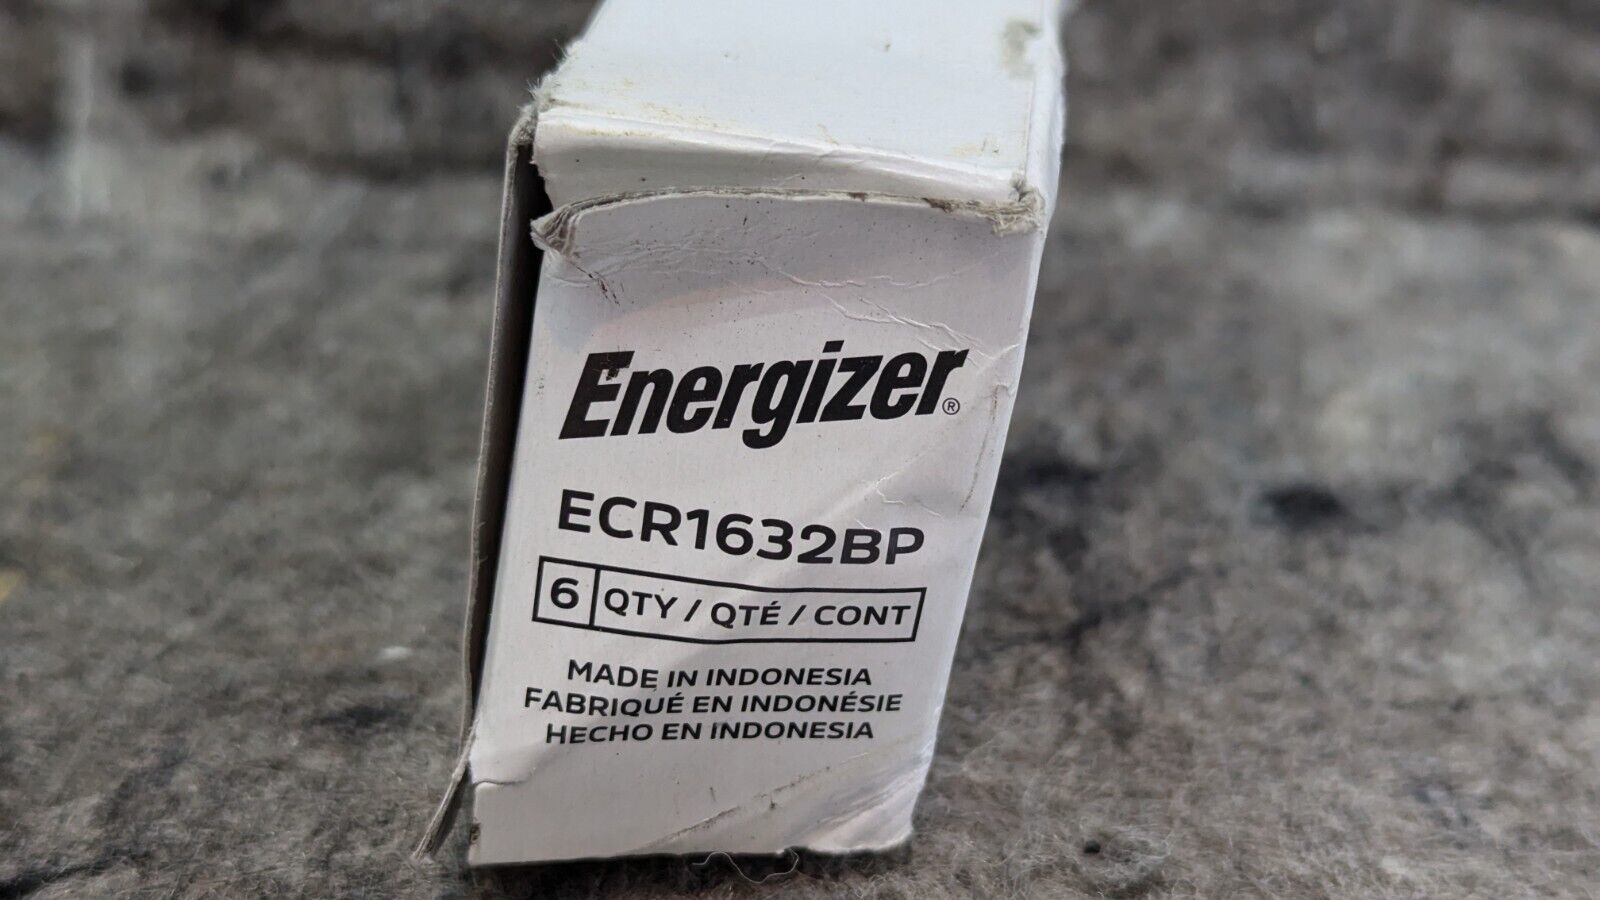 Energizer®
ECR1632BP
6 QTY / QTÉ / CONT
MADE IN INDONESIA
FABRIQUÉ EN INDONÉSIE
HECHO EN INDONESIA